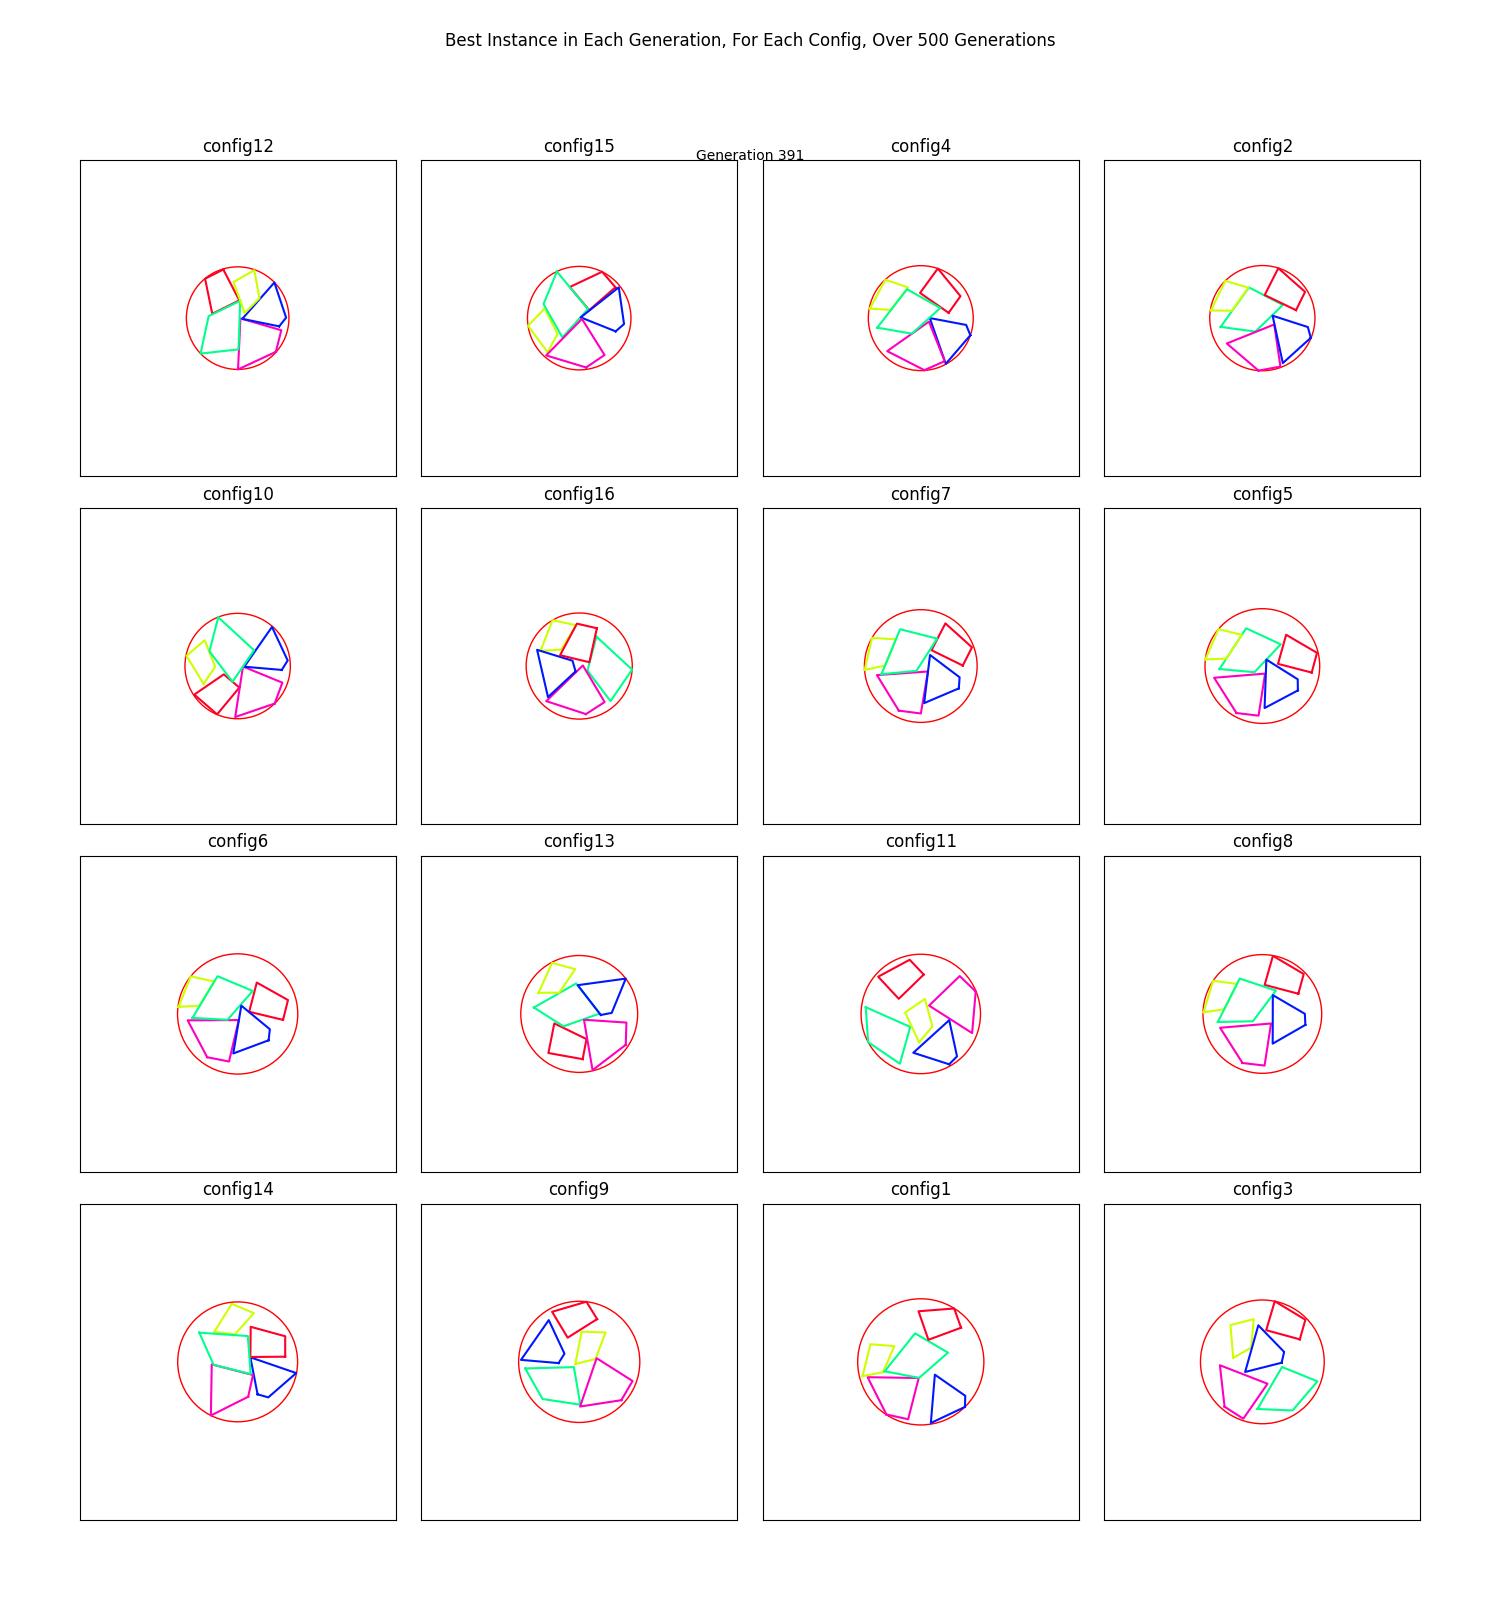 Best Instance in Each Generation, For Each Config, Over 500 Generations
Generation 391
config12
config15
config4
config2
config10
config16
config7
config5
config6
config13
config11
config8
config14
config9
config1
config3